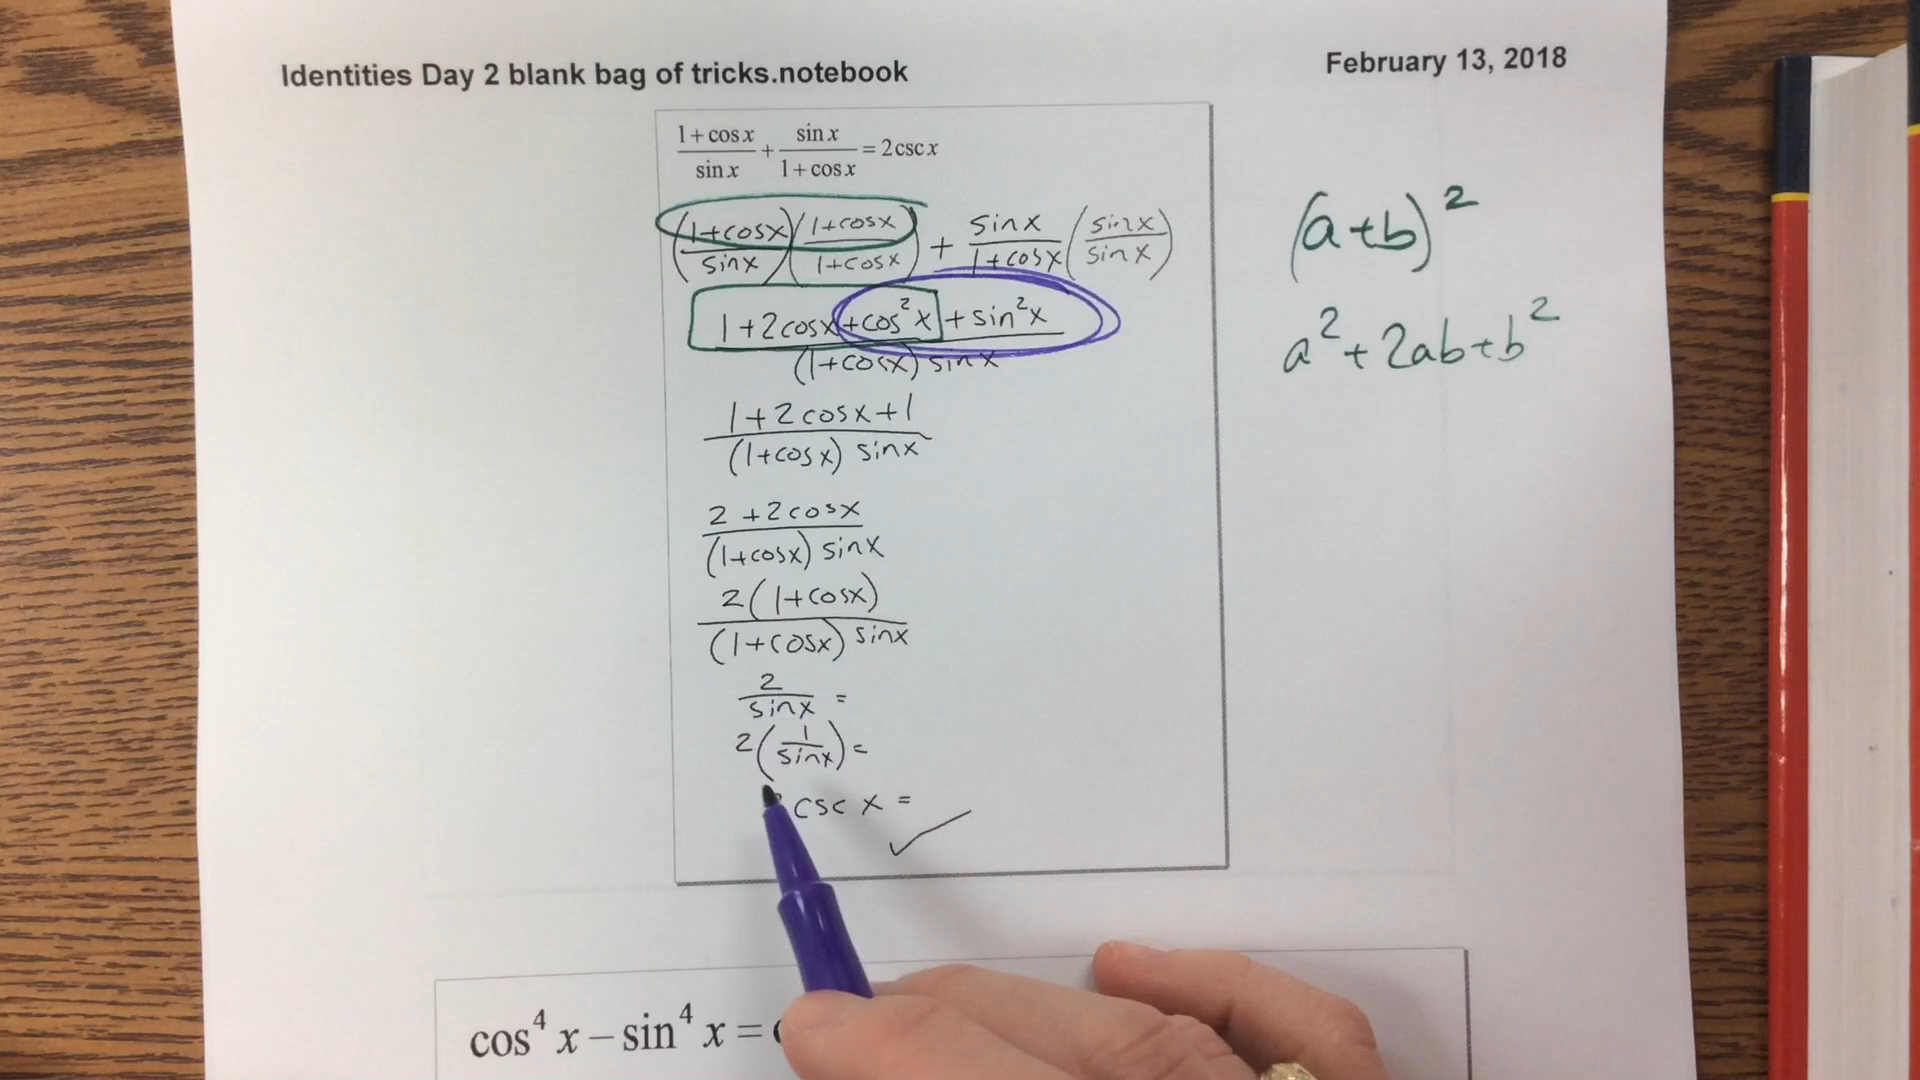 Identities Day 2 blank bag of tricks.notebook
February 13, 2018
(1+cos x)/(sin x) + (sin x)/(1+cos x) = 2csc x
((1+cosx)/(sinx))((1+cosx)/(1+cosx)) + (sinx)/(1+cosx) ((sinx)/(sinx))
(1+2cosx+cos²x+sin²x)/((1+cosx) sinx)
(1+2cosx+1)/((1+cosx) sinx)
(2+2cosx)/((1+cosx) sinx)
(2(1+cosx))/((1+cosx) sinx)
2/(sinx) =
2(1/(sinx)) =
csc x =
(a+b)²
a²+2ab+b²
cos⁴ x – sin⁴ x =